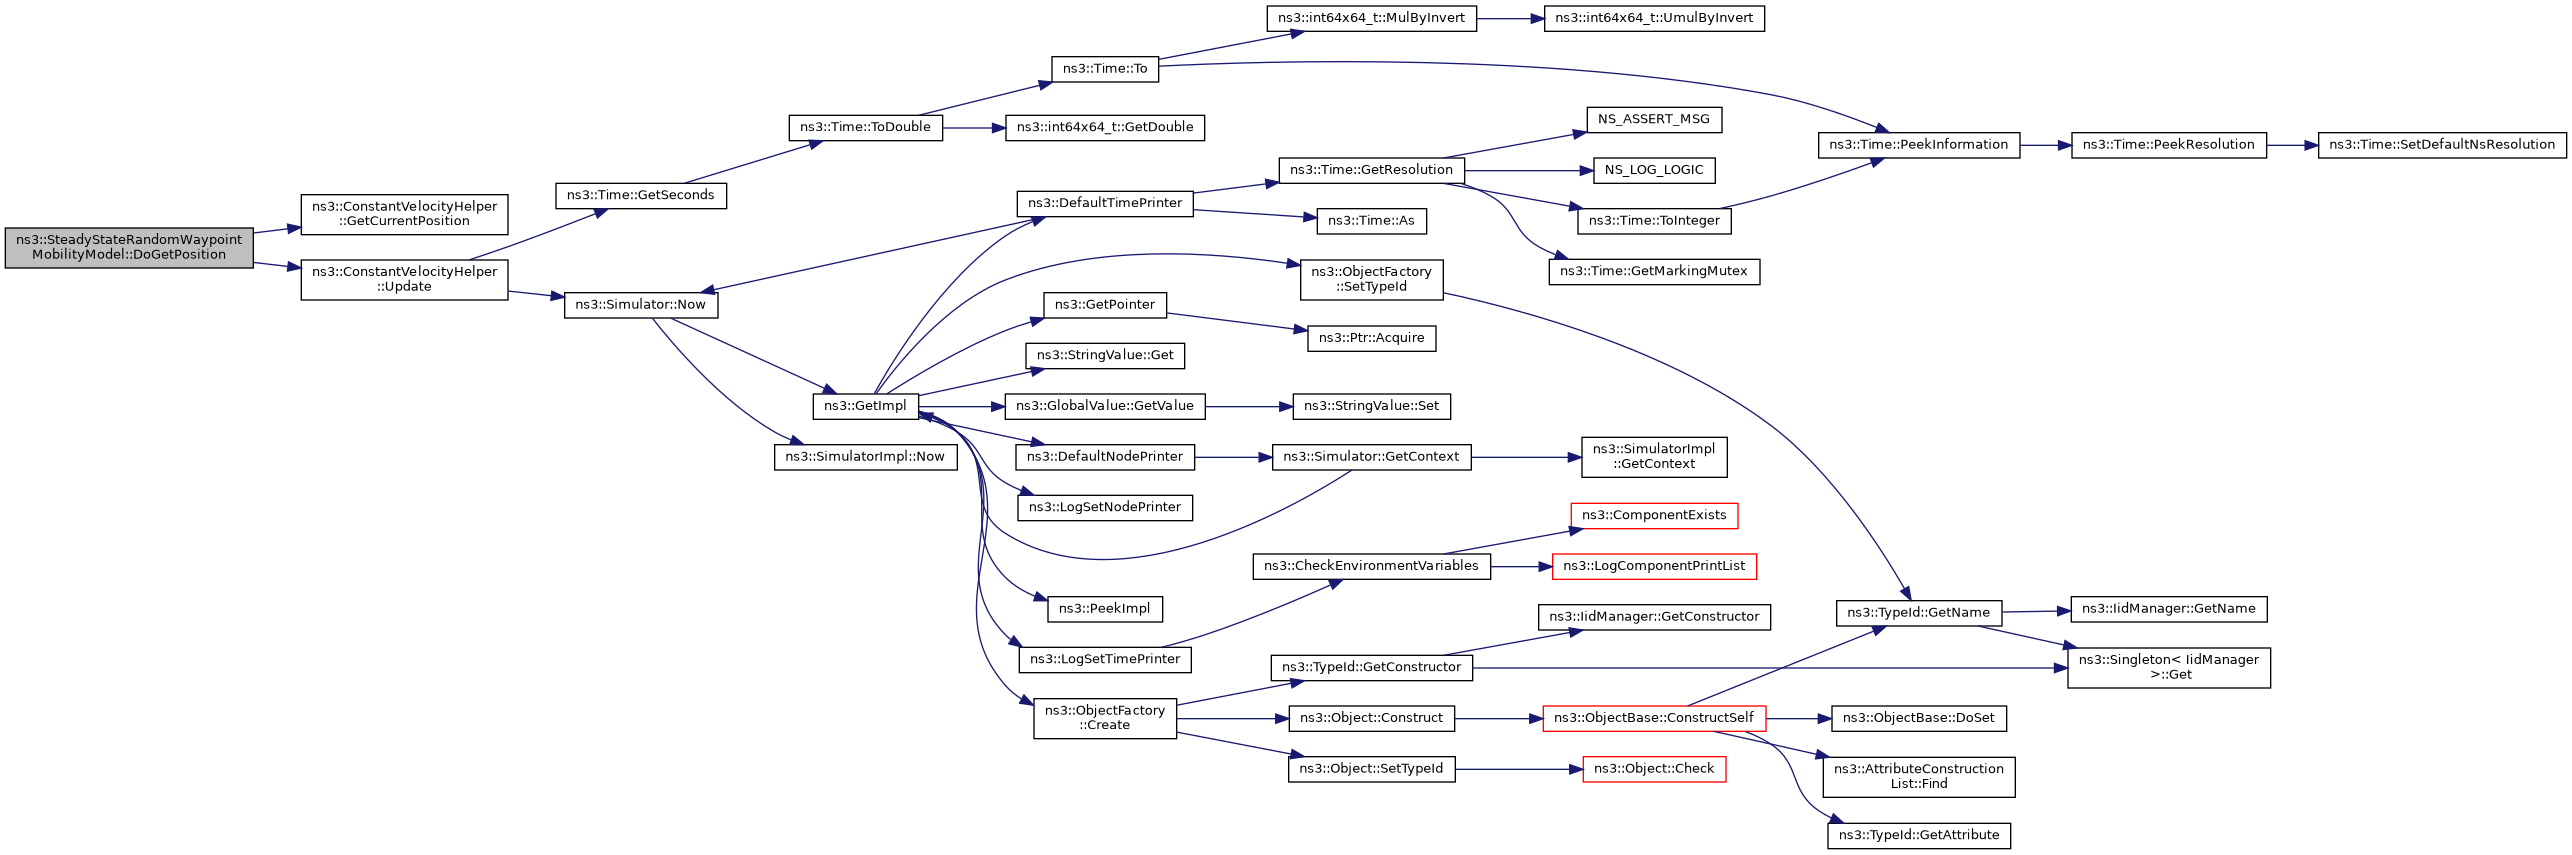 ns3::SteadyStateRandomWaypoint
MobilityModel::DoGetPosition
ns3::ConstantVelocityHelper
::GetCurrentPosition
ns3::ConstantVelocityHelper
::Update
ns3::Time::GetSeconds
ns3::Simulator::Now
ns3::Time::ToDouble
ns3::GetImpl
ns3::SimulatorImpl::Now
ns3::Time::To
ns3::int64x64_t::GetDouble
ns3::DefaultTimePrinter
ns3::GetPointer
ns3::StringValue::Get
ns3::GlobalValue::GetValue
ns3::DefaultNodePrinter
ns3::LogSetNodePrinter
ns3::PeekImpl
ns3::LogSetTimePrinter
ns3::ObjectFactory
::Create
ns3::int64x64_t::MulByInvert
ns3::Time::GetResolution
ns3::Time::As
ns3::ObjectFactory
::SetTypeId
ns3::Ptr::Acquire
ns3::StringValue::Set
ns3::Simulator::GetContext
ns3::CheckEnvironmentVariables
ns3::TypeId::GetConstructor
ns3::Object::Construct
ns3::Object::SetTypeId
ns3::int64x64_t::UmulByInvert
NS_ASSERT_MSG
NS_LOG_LOGIC
ns3::Time::ToInteger
ns3::Time::GetMarkingMutex
ns3::SimulatorImpl
::GetContext
ns3::ComponentExists
ns3::LogComponentPrintList
ns3::IidManager::GetConstructor
ns3::ObjectBase::ConstructSelf
ns3::Object::Check
ns3::Time::PeekInformation
ns3::TypeId::GetName
ns3::ObjectBase::DoSet
ns3::AttributeConstruction
List::Find
ns3::TypeId::GetAttribute
ns3::Time::PeekResolution
ns3::IidManager::GetName
ns3::Singleton< IidManager
>::Get
ns3::Time::SetDefaultNsResolution